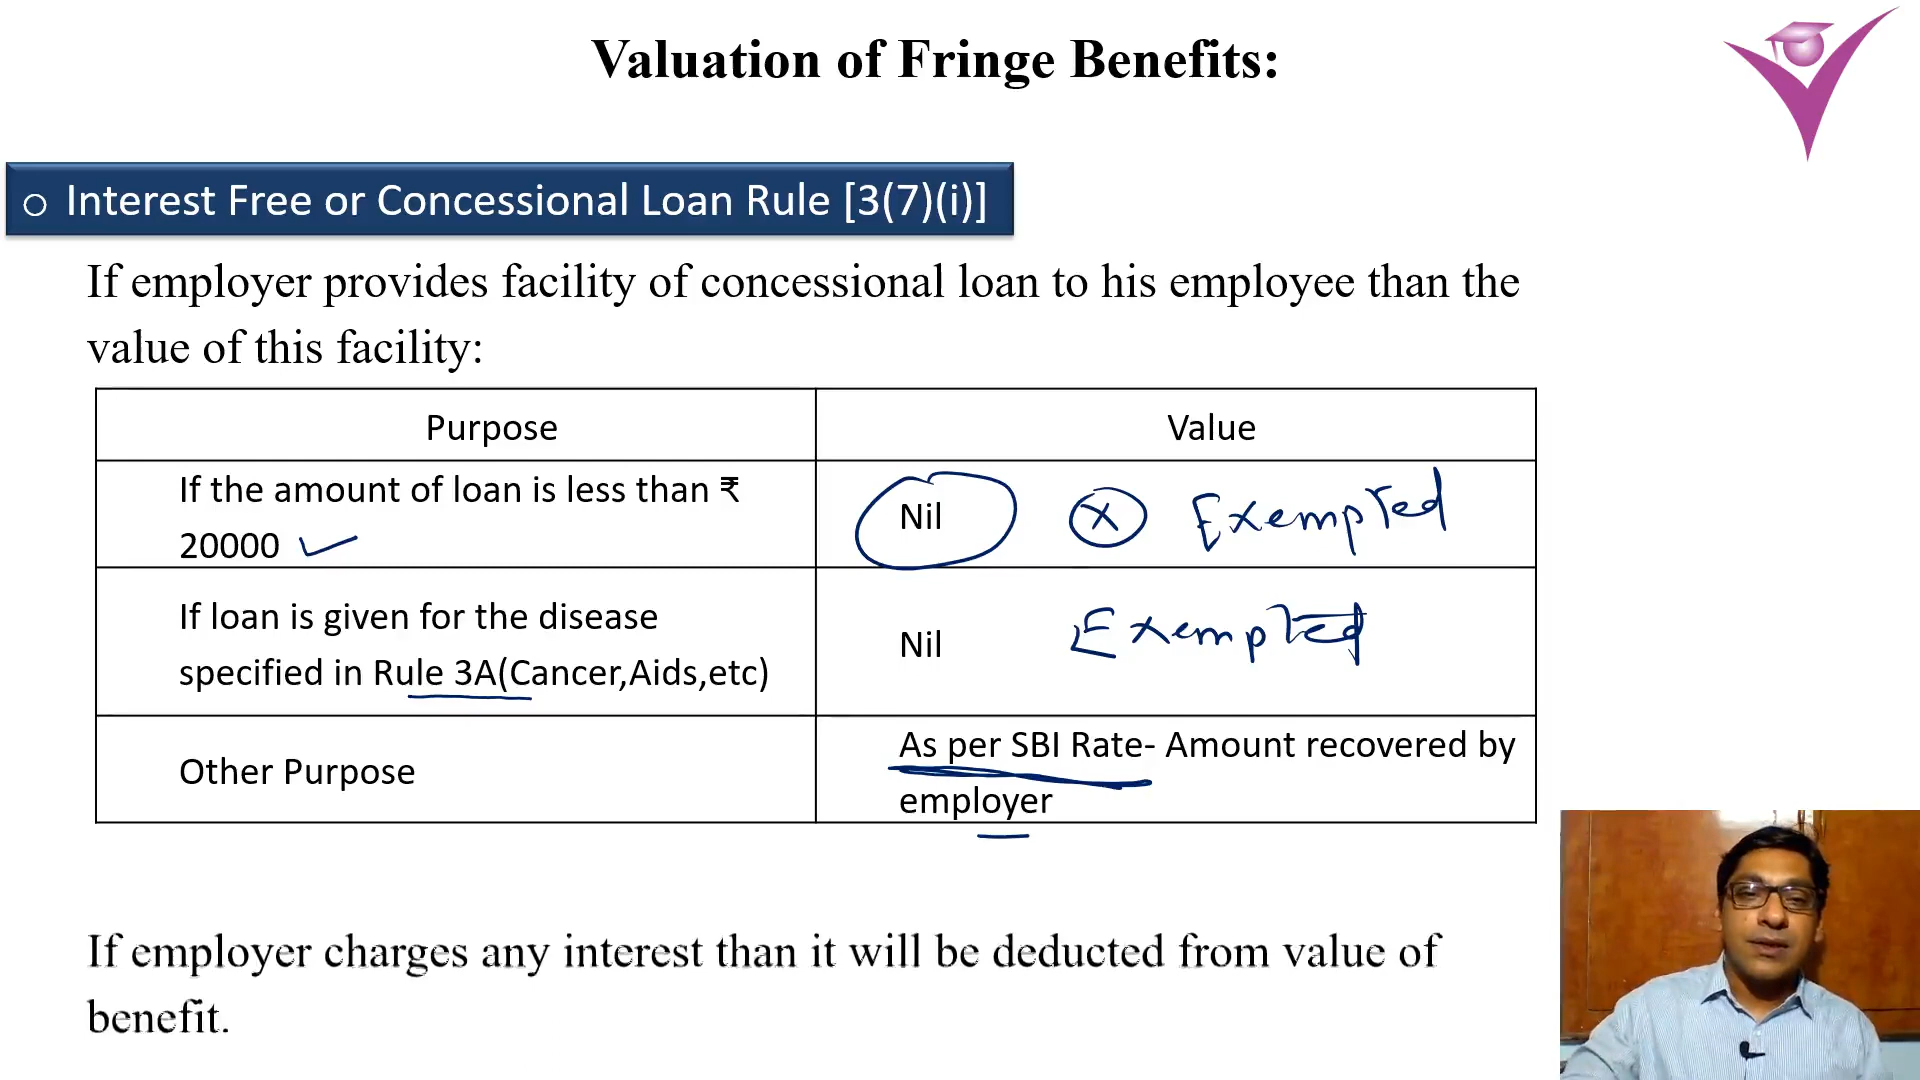 Valuation of Fringe Benefits:
o Interest Free or Concessional Loan Rule [3(7)(i)]
If employer provides facility of concessional loan to his employee than the
value of this facility:
Purpose
Value
If the amount of loan is less than ₹
20000
Nil
X Exempted
If loan is given for the disease
specified in Rule 3A(Cancer,Aids,etc)
Nil
Exempted
Other Purpose
As per SBI Rate- Amount recovered by
employer
If employer charges any interest than it will be deducted from value of
benefit.